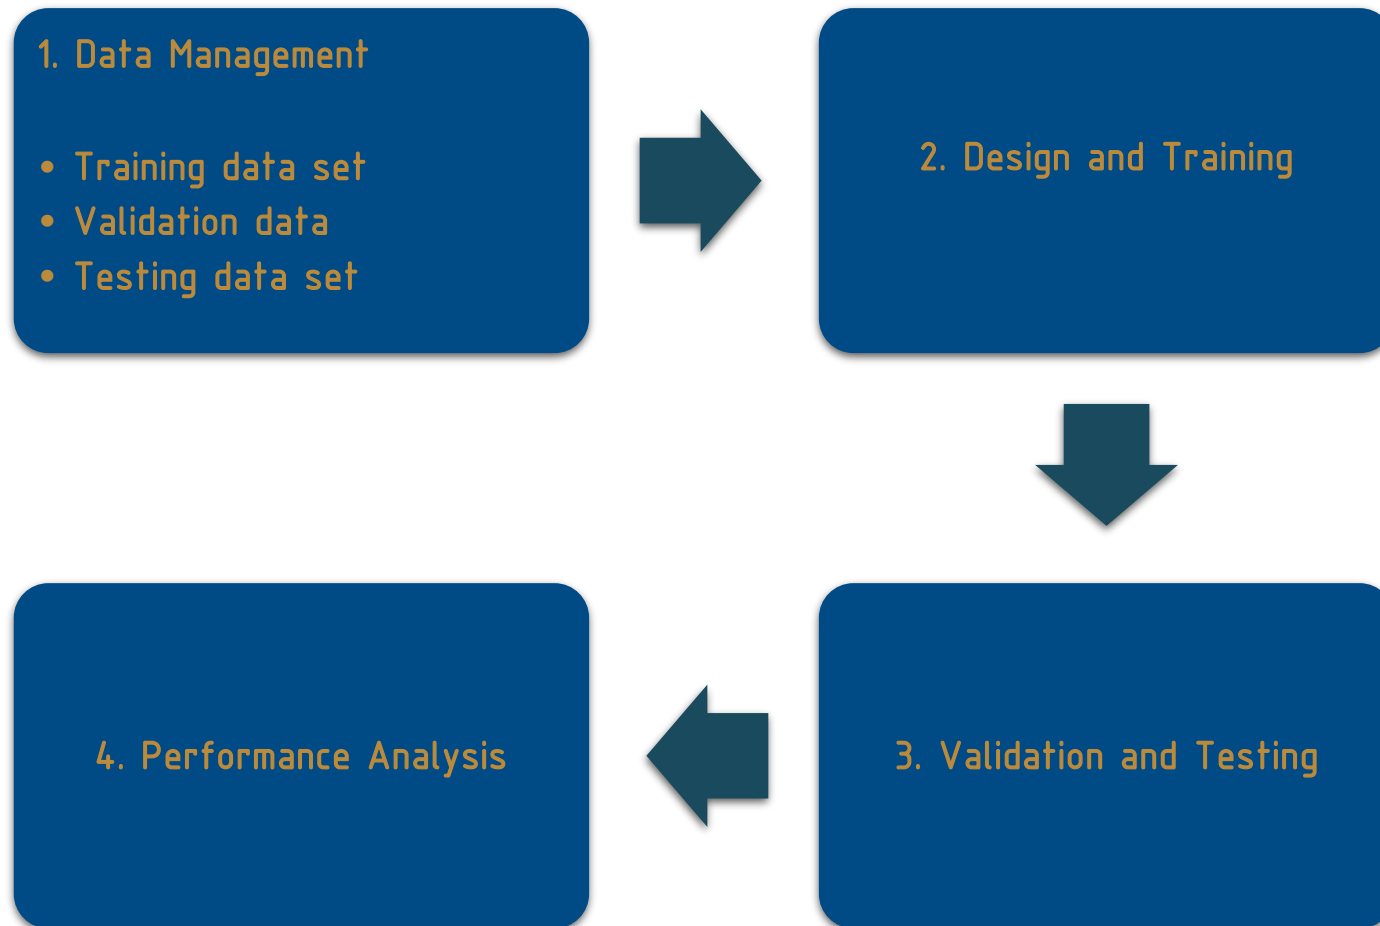 1. Data Management
• Training data set
• Validation data
• Testing data set
2. Design and Training
3. Validation and Testing
4. Performance Analysis